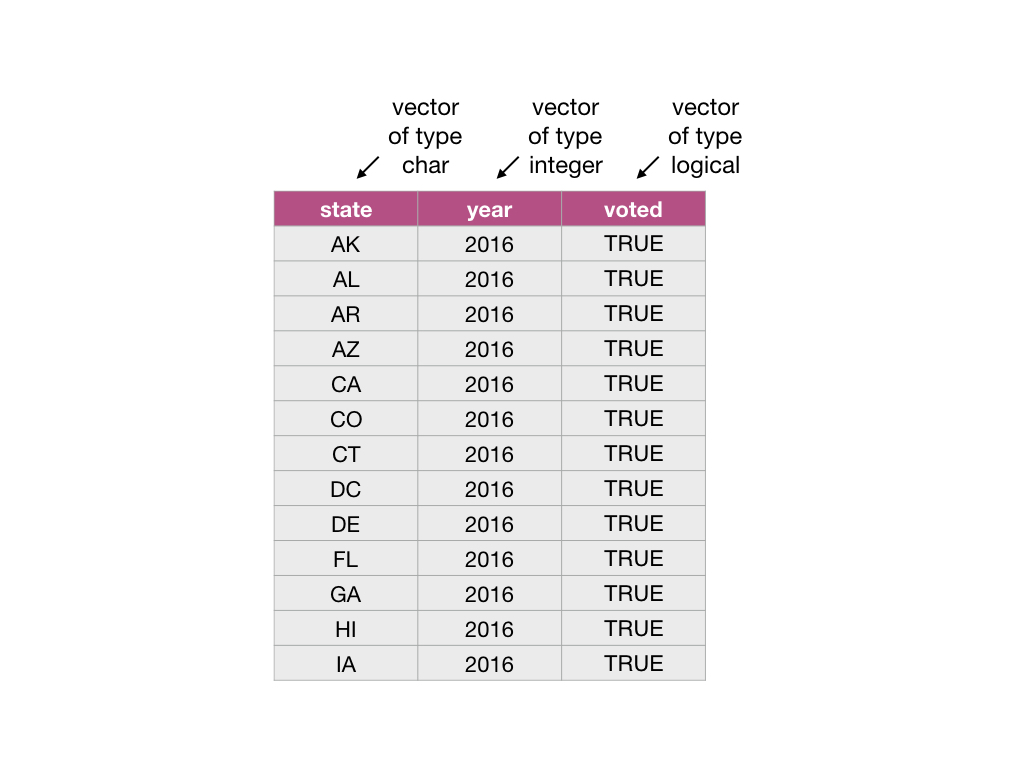 vector
of type
char
vector
of type
integer
vector
of type
logical
state year voted
AK 2016 TRUE
AL 2016 TRUE
AR 2016 TRUE
AZ 2016 TRUE
CA 2016 TRUE
CO 2016 TRUE
CT 2016 TRUE
DC 2016 TRUE
DE 2016 TRUE
FL 2016 TRUE
GA 2016 TRUE
HI 2016 TRUE
IA 2016 TRUE